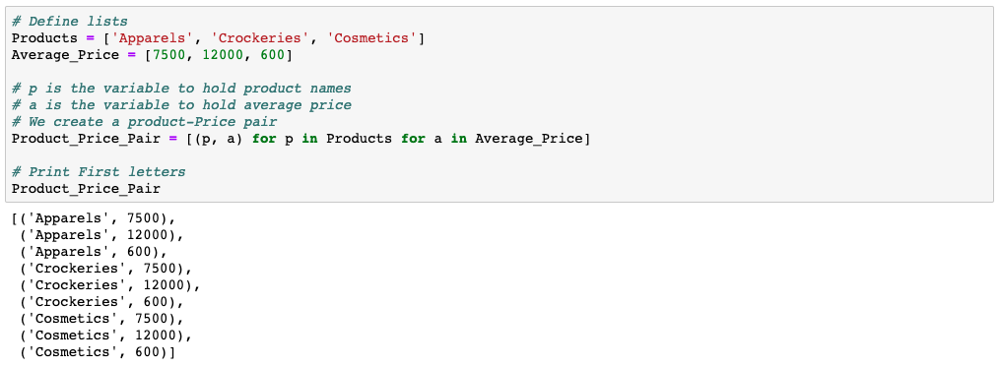 # Define lists
Products = ['Apparels', 'Crockeries', 'Cosmetics']
Average_Price = [7500, 12000, 600]
# p is the variable to hold product names
# a is the variable to hold average price
# We create a product-Price pair
Product_Price_Pair = [(p, a) for p in Products for a in Average_Price]
# Print First letters
Product_Price_Pair
[('Apparels', 7500),
('Apparels', 12000),
('Apparels', 600),
('Crockeries', 7500),
('Crockeries', 12000),
('Crockeries', 600),
('Cosmetics', 7500),
('Cosmetics', 12000),
('Cosmetics', 600)]